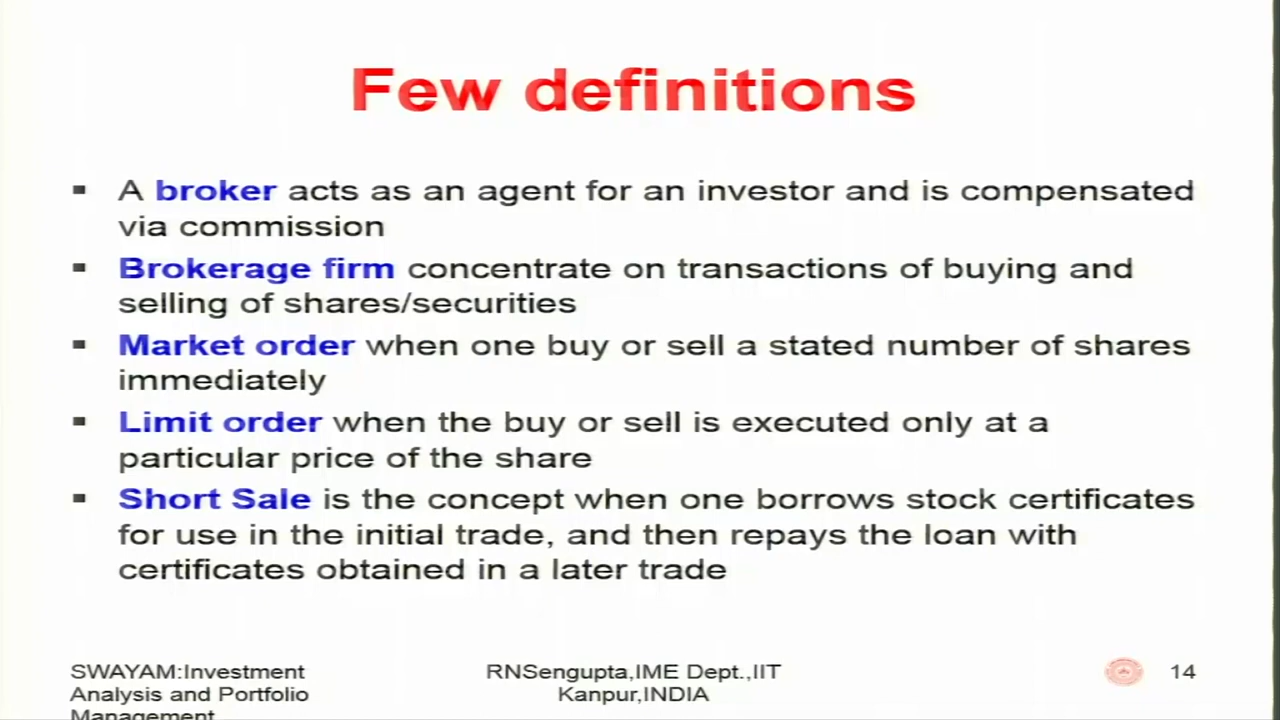 Few definitions
▪ A broker acts as an agent for an investor and is compensated
via commission
▪ Brokerage firm concentrate on transactions of buying and
selling of shares/securities
▪ Market order when one buy or sell a stated number of shares
immediately
▪ Limit order when the buy or sell is executed only at a
particular price of the share
▪ Short Sale is the concept when one borrows stock certificates
for use in the initial trade, and then repays the loan with
certificates obtained in a later trade
SWAYAM:Investment
Analysis and Portfolio
Management
RNSengupta,IME Dept.,IIT
Kanpur,INDIA
14